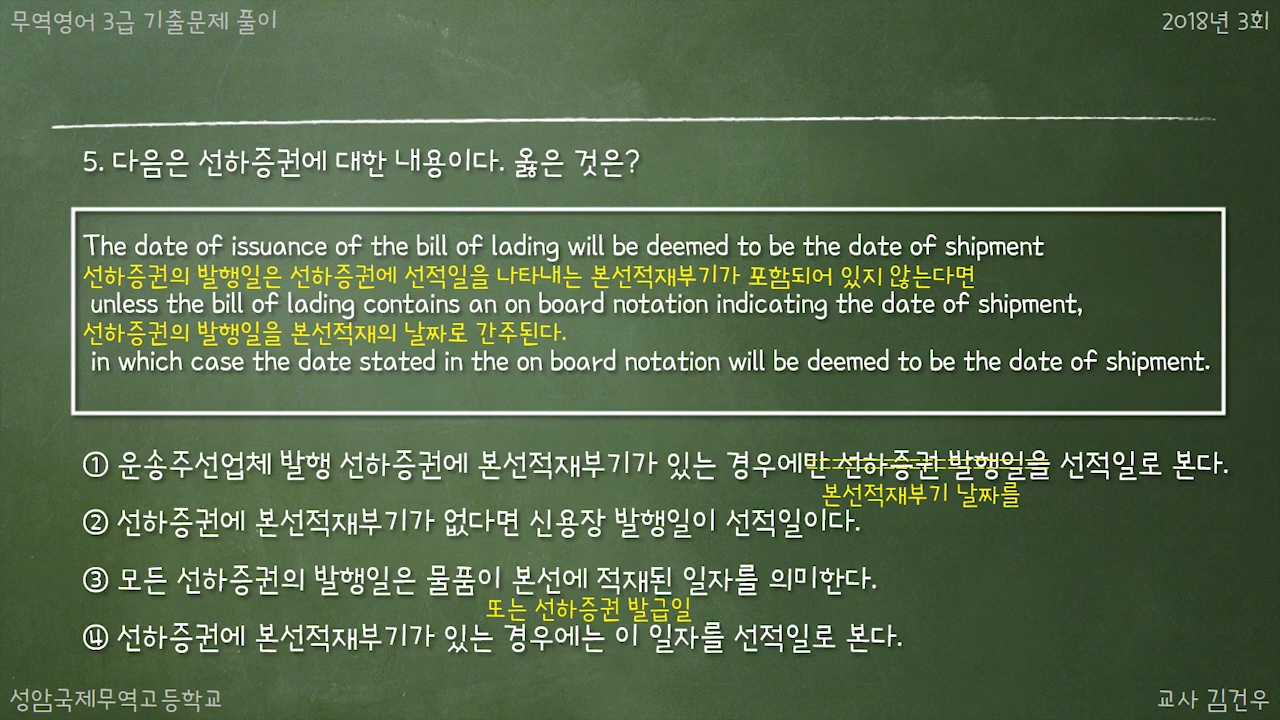 무역영어 3급 기출문제 풀이
2018년 3회
5. 다음은 선하증권에 대한 내용이다. 옳은 것은?
The date of issuance of the bill of lading will be deemed to be the date of shipment
선하증권의 발행일은 선하증권에 선적일을 나타내는 본선적재부기가 포함되어 있지 않는다면
unless the bill of lading contains an on board notation indicating the date of shipment,
선하증권의 발행일을 본선적재의 날짜로 간주된다.
in which case the date stated in the on board notation will be deemed to be the date of shipment.
① 운송주선업체 발행 선하증권에 본선적재부기가 있는 경우에만 선하증권 발행일을 선적일로 본다.
본선적재부기 날짜를
② 선하증권에 본선적재부기가 없다면 신용장 발행일이 선적일이다.
③ 모든 선하증권의 발행일은 물품이 본선에 적재된 일자를 의미한다.
또는 선하증권 발급일
④ 선하증권에 본선적재부기가 있는 경우에는 이 일자를 선적일로 본다.
성암국제무역고등학교
교사 김건우